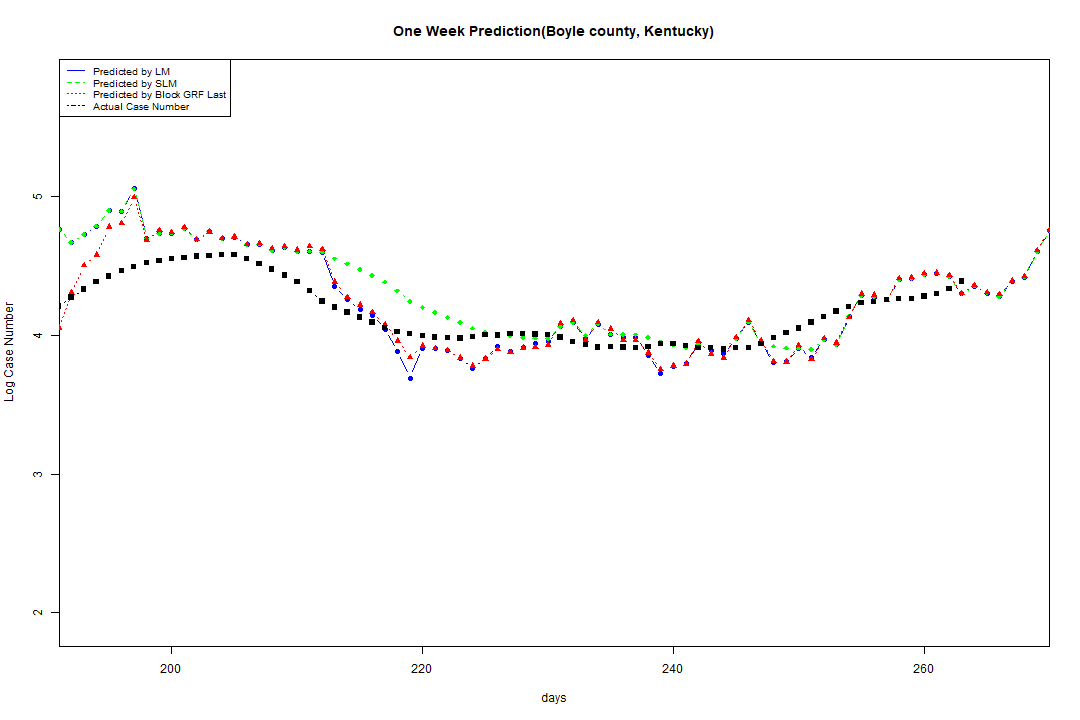 One Week Prediction(Boyle county, Kentucky)
Predicted by LM
Predicted by SLM
Predicted by Block GRF Last
Actual Case Number
5
4
3
2
Log Case Number
200 220 240 260
days